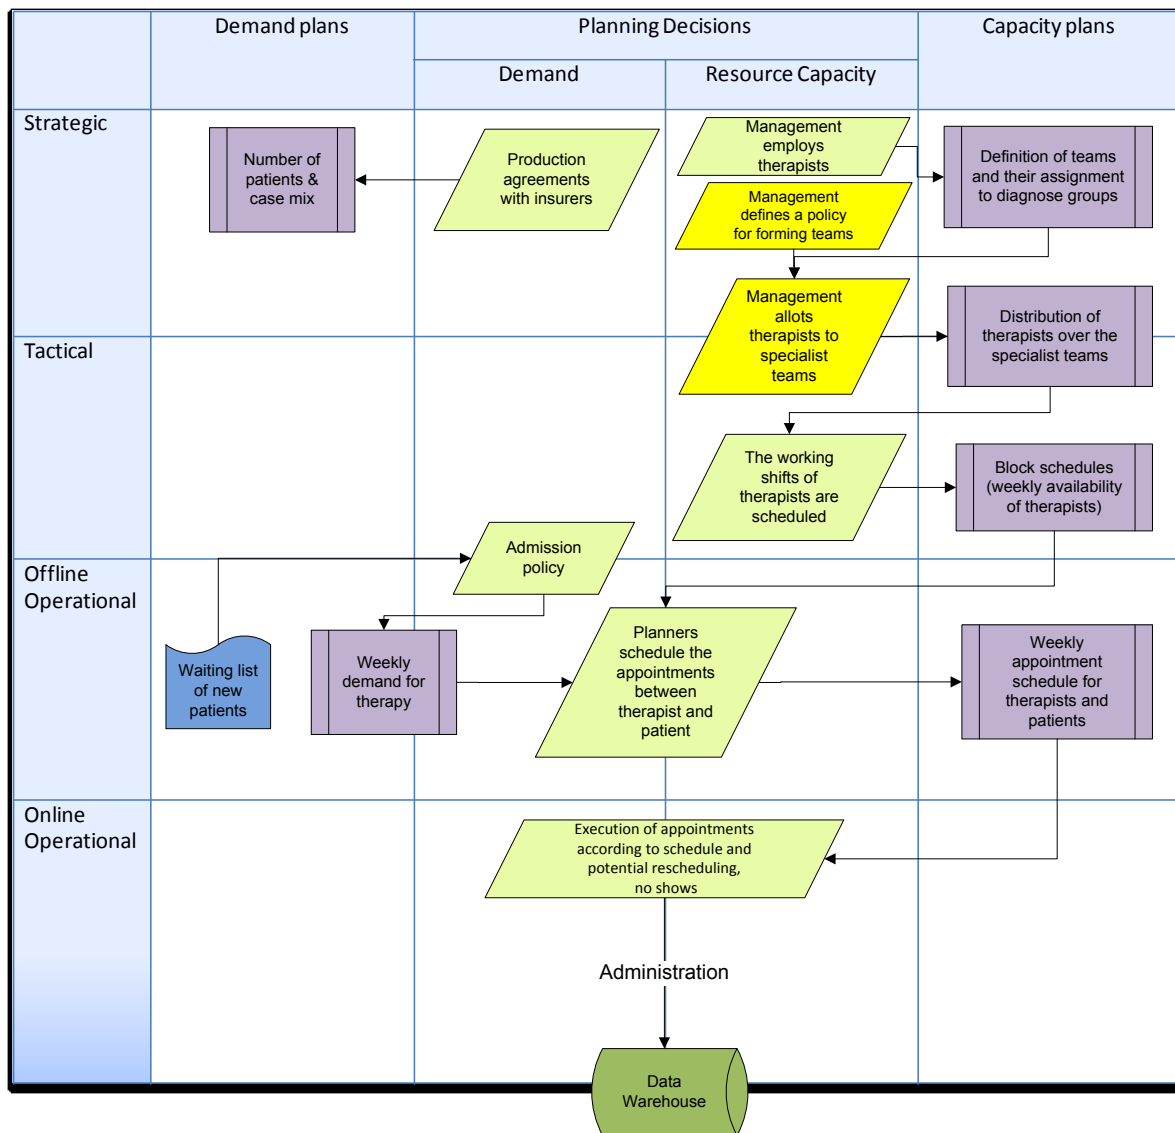 Demand plans
Planning Decisions
Capacity plans
Demand
Resource Capacity
Strategic
Number of
patients &
case mix
Production
agreements
with insurers
Management
employs
therapists
Definition of teams
and their assignment
to diagnose groups
Management
defines a policy
for forming teams
Management
allots
therapists to
specialist
teams
Distribution of
therapists over the
specialist teams
Tactical
The working
shifts of
therapists are
scheduled
Block schedules
(weekly availability
of therapists)
Admission
policy
Offline
Operational
Waiting list
of new
patients
Weekly
demand for
therapy
Planners
schedule the
appointments
between
therapist and
patient
Weekly
appointment
schedule for
therapists and
patients
Online
Operational
Execution of appointments
according to schedule and
potential rescheduling,
no shows
Administration
Data
Warehouse